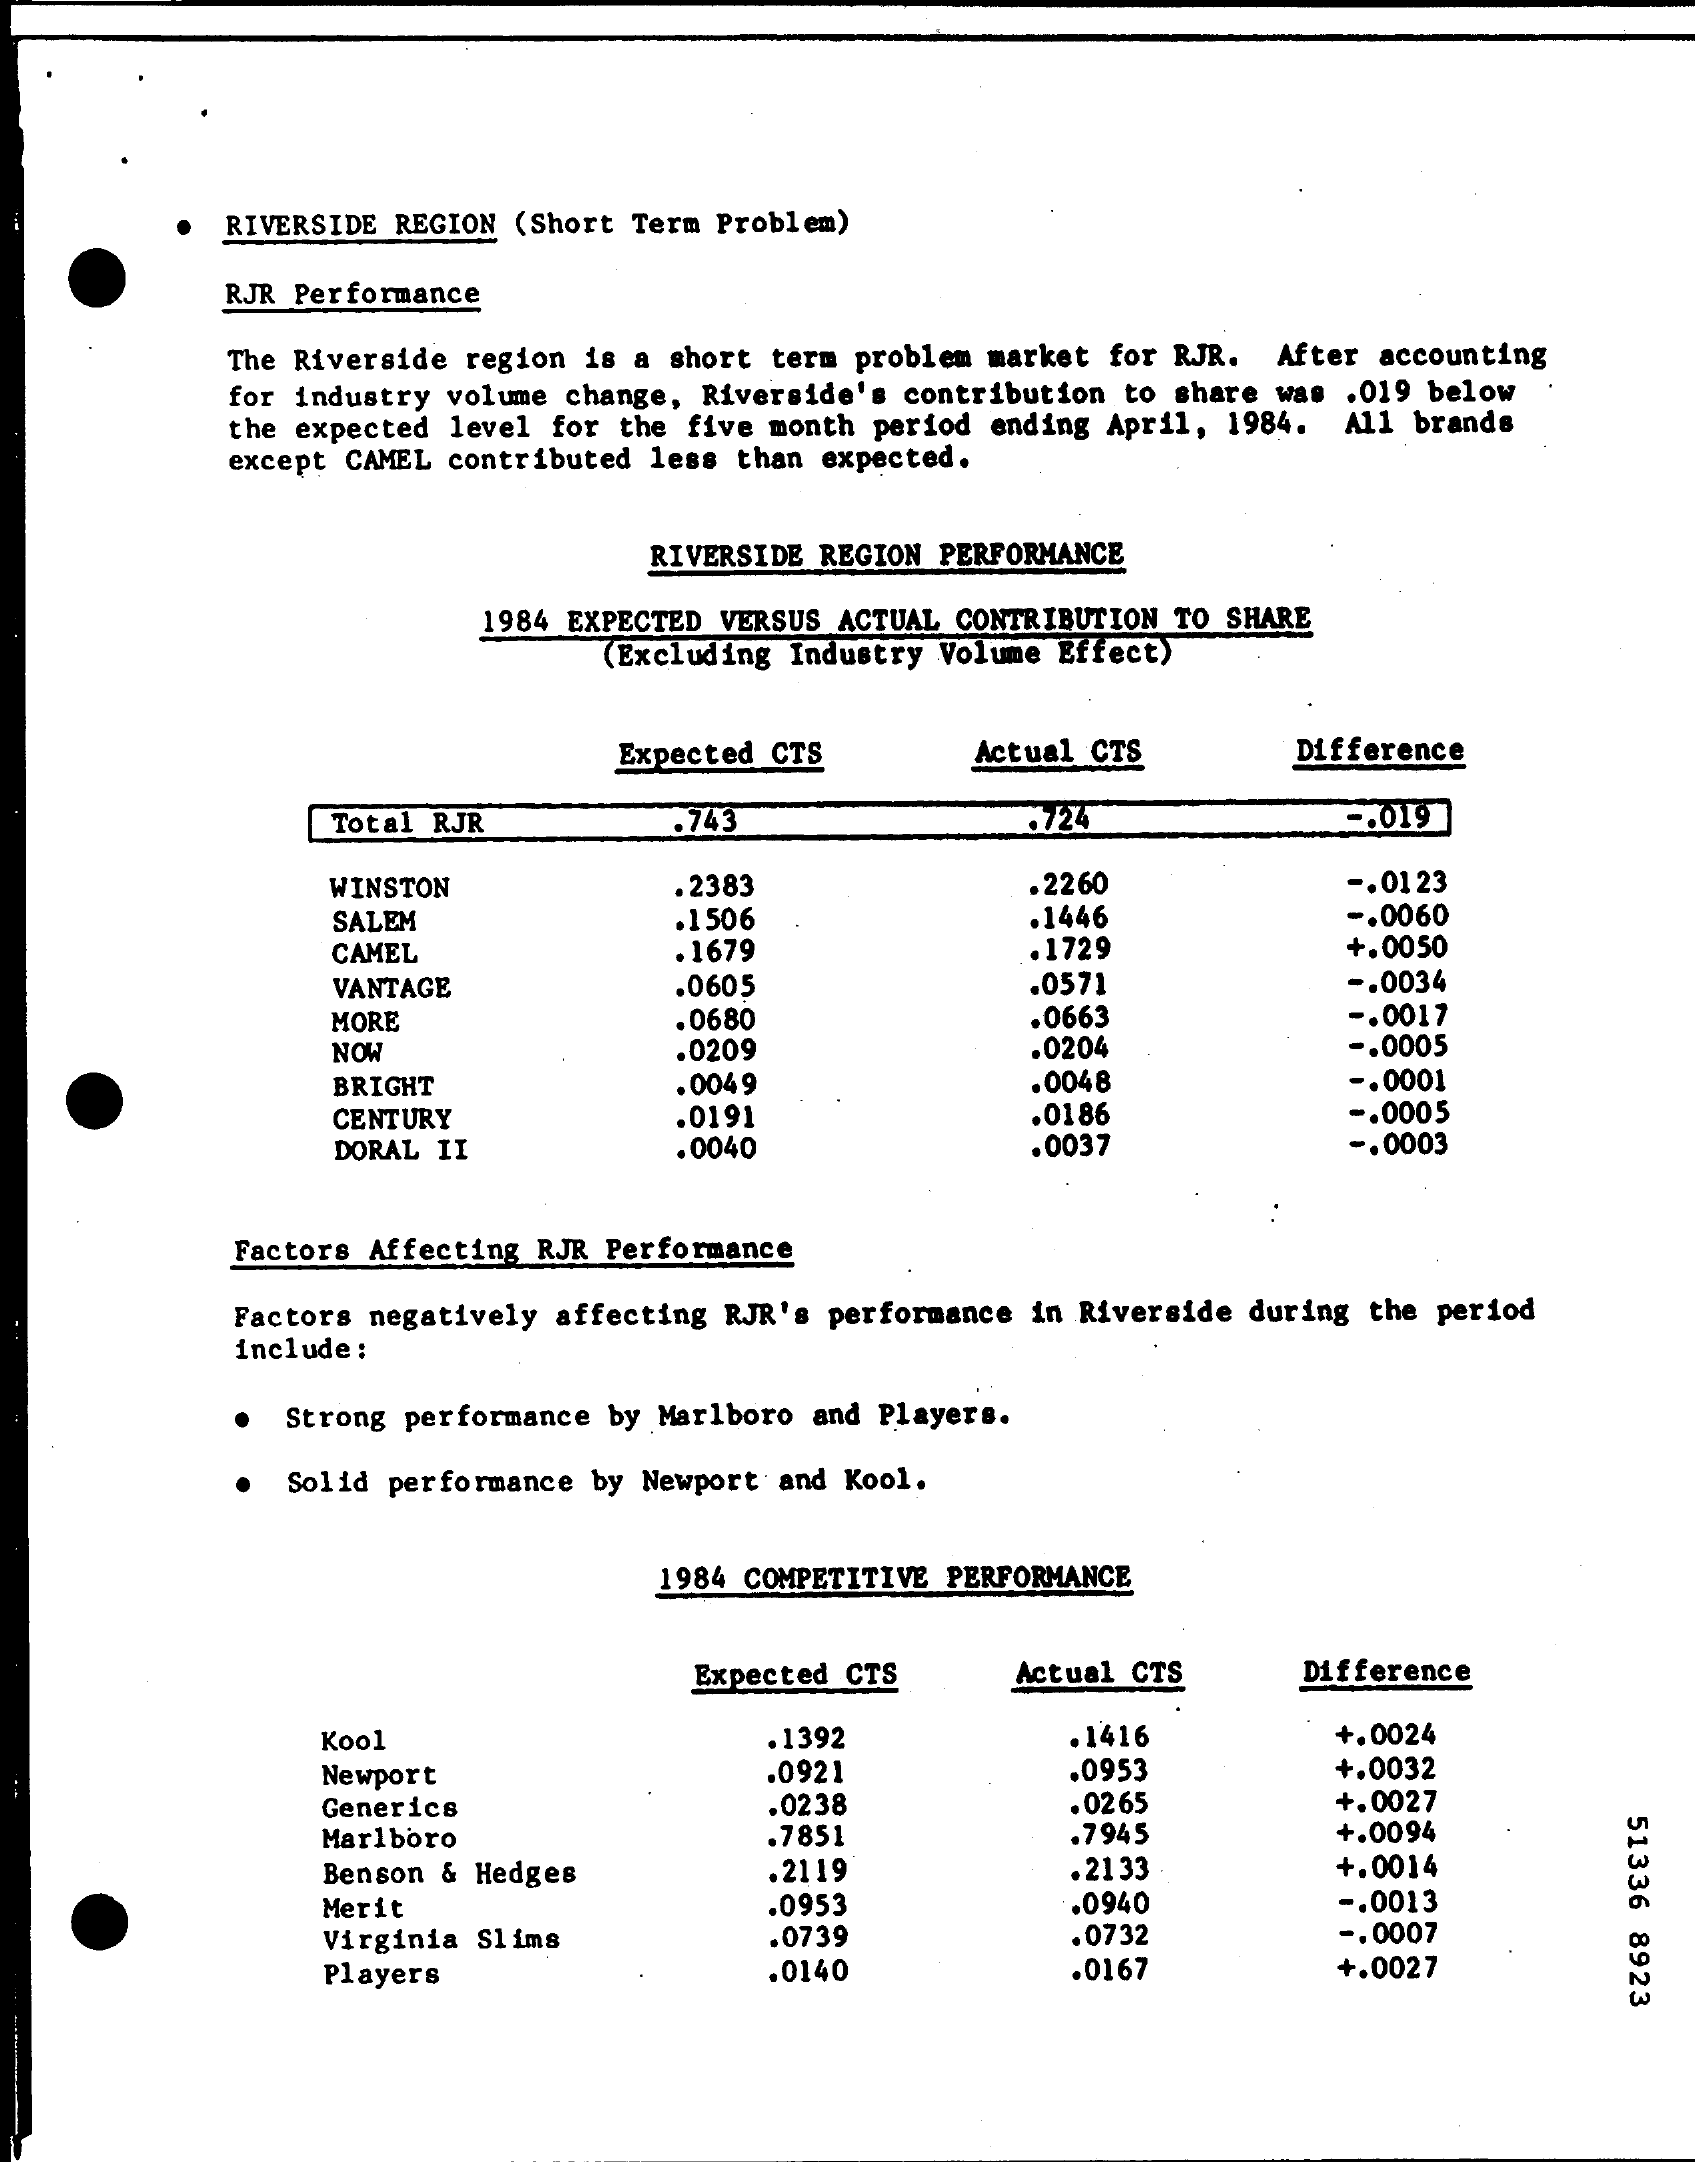 ● RIVERSIDE REGION (Short Term Problem)
RJR Performance
The Riverside region is a short term problem market for RJR. After accounting
for industry volume change, Riverside's contribution to share was .019 below
the expected level for the five month period ending April, 1984. All brands
except CAMEL contributed less than expected.
RIVERSIDE REGION PERFORMANCE
1984 EXPECTED VERSUS ACTUAL CONTRIBUTION TO SHARE
(Excluding Industry Volume Effect)
Expected CTS Actual CTS Difference
Total RJR .743 .724 -.019
WINSTON .2383 .2260 -.0123
SALEM .1506 .1446 -.0060
CAMEL .1679 .1729 +.0050
VANTAGE .0605 .0571 -.0034
MORE .0680 .0663 -.0017
NOW .0209 .0204 -.0005
BRIGHT .0049 .0048 -.0001
CENTURY .0191 .0186 -.0005
DORAL II .0040 .0037 -.0003
Factors Affecting RJR Performance
Factors negatively affecting RJR's performance in Riverside during the period
include:
● Strong performance by Marlboro and Players.
● Solid performance by Newport and Kool.
1984 COMPETITIVE PERFORMANCE
Expected CTS Actual CTS Difference
Kool .1392 .1416 +.0024
Newport .0921 .0953 +.0032
Generics .0238 .0265 +.0027
Marlboro .7851 .7945 +.0094
Benson & Hedges .2119 .2133 +.0014
Merit .0953 .0940 -.0013
Virginia Slims .0739 .0732 -.0007
Players .0140 .0167 +.0027
51336 8923